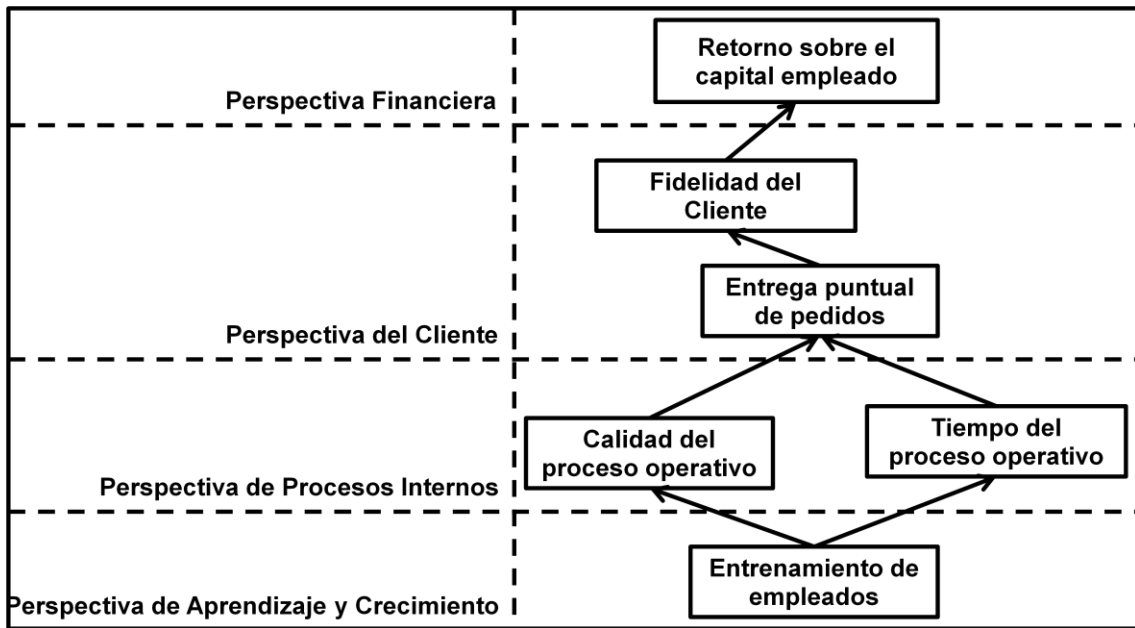 Retorno sobre el
capital empleado
Perspectiva Financiera
Fidelidad del
Cliente
Entrega puntual
de pedidos
Perspectiva del Cliente
Calidad del
proceso operativo
Tiempo del
proceso operativo
Perspectiva de Procesos Internos
Entrenamiento de
empleados
Perspectiva de Aprendizaje y Crecimiento